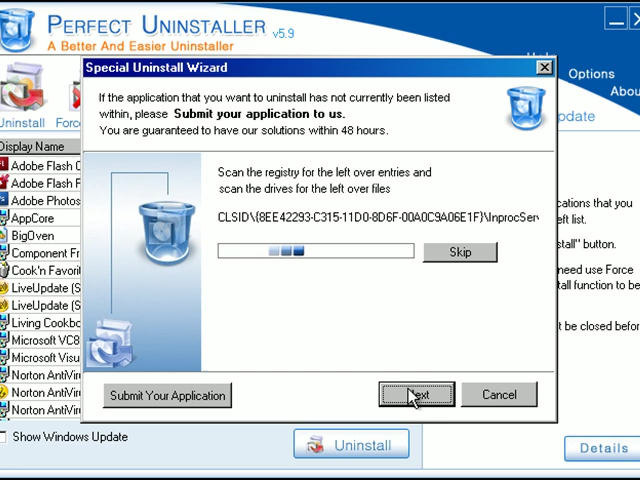 PERFECT UNINSTALLER v5.9
A Better And Easier Uninstaller
Options
Abou
Uninstall
Force
pdate
Special Uninstall Wizard
If the application that you want to uninstall has not currently been listed
within, please Submit your application to us.
You are guaranteed to have our solutions within 48 hours.
Scan the registry for the left over entries and
scan the drives for the left over files
CLSID\{8EE42293-C315-11D0-8D6F-00A0C9A06E1F}\InprocServ
Skip
Submit Your Application
Cancel
Display Name
Adobe Flash C
Adobe Flash F
Adobe Photos
AppCore
BigOven
Component Fr
Cook'n Favori
LiveUpdate (S
LiveUpdate (S
Living Cookbo
Microsoft VC8
Microsoft Visu
Norton AntiVir
Norton AntiVir
Norton AntiVir
cations that you
eft list.
stall" button.
need use Force
tall function to be
t be closed before
Show Windows Update
Uninstall
Details